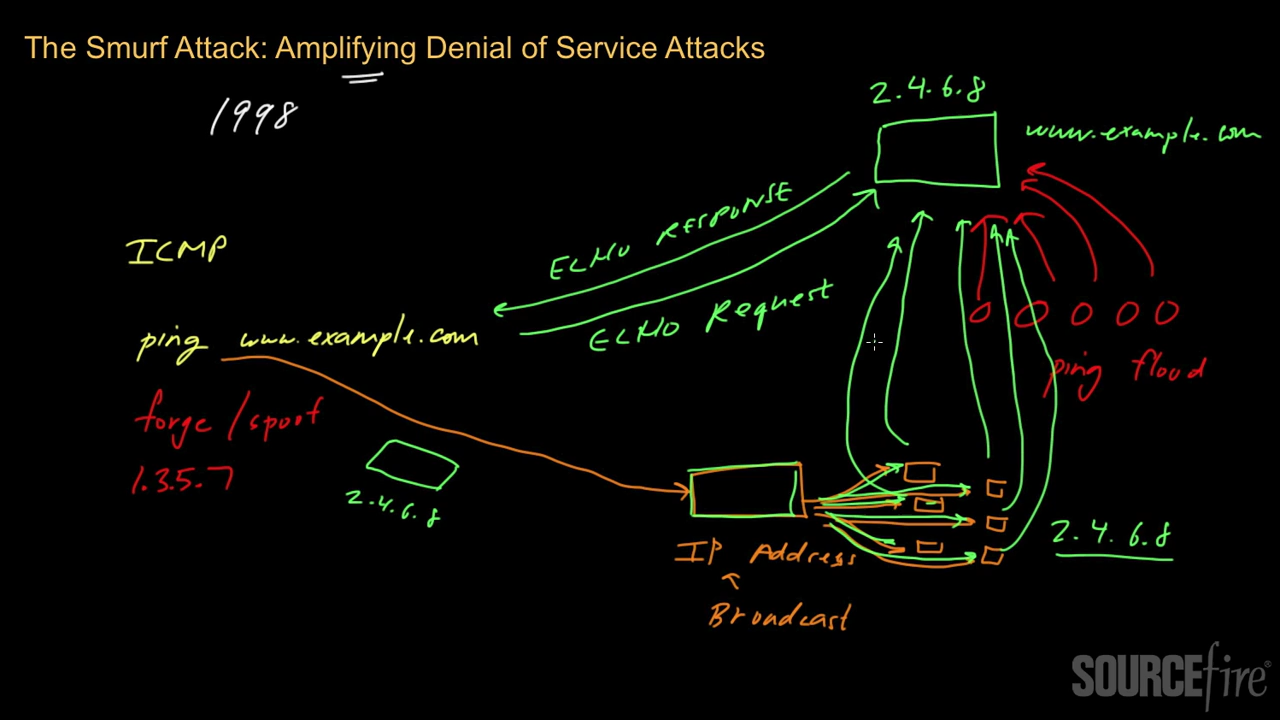 The Smurf Attack: Amplifying Denial of Service Attacks
1998
2.4.6.8
www.example.com
ECHO RESPONSE
ICMP
ECHO Request
ping www.example.com
ping flood
forge/spoof
1.3.5.7
2.4.6.8
2.4.6.8
IP Address
Broadcast
SOURCEfire®